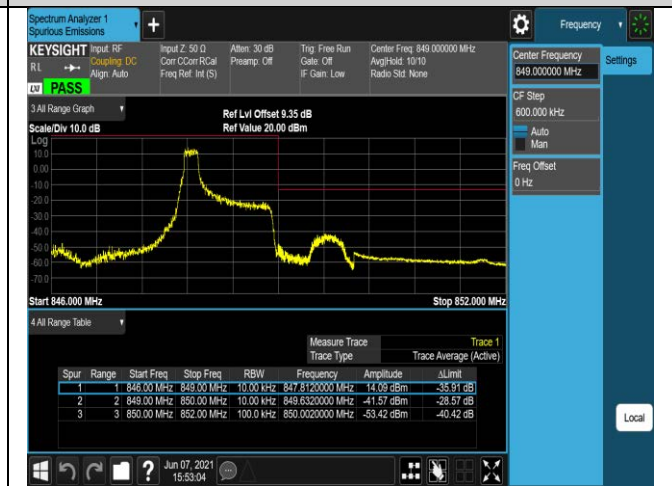 Spectrum Analyzer 1
Spurious Emissions
Frequency
KEYSIGHT
RL
Input: RF
Coupling: DC
Align: Auto
Input Z: 50 Ω
Corr CCorr RCal
Freq Ref: Int (S)
Atten: 30 dB
Preamp: Off
Trig: Free Run
Gate: Off
IF Gain: Low
Center Freq: 849.000000 MHz
Avg|Hold: 10/10
Radio Std: None
PASS
Center Frequency
849.000000 MHz
Settings
CF Step
600.000 kHz
Auto
Man
Freq Offset
0 Hz
3 All Range Graph
Scale/Div 10.0 dB
Ref Lvl Offset 9.35 dB
Ref Value 20.00 dBm
Log
10.0
0.00
-10.0
-20.0
-30.0
-40.0
-50.0
-60.0
-70.0
Start 846.000 MHz
Stop 852.000 MHz
4 All Range Table
Measure Trace Trace 1
Trace Type Trace Average (Active)
Spur Range Start Freq Stop Freq RBW Frequency Amplitude ΔLimit
1 1 846.00 MHz 849.00 MHz 10.00 kHz 847.8120000 MHz 14.09 dBm -35.91 dB
2 2 849.00 MHz 850.00 MHz 10.00 kHz 849.6320000 MHz -41.57 dBm -28.57 dB
3 3 850.00 MHz 852.00 MHz 100.0 kHz 850.0020000 MHz -53.42 dBm -40.42 dB
Local
Jun 07, 2021
15:53:04